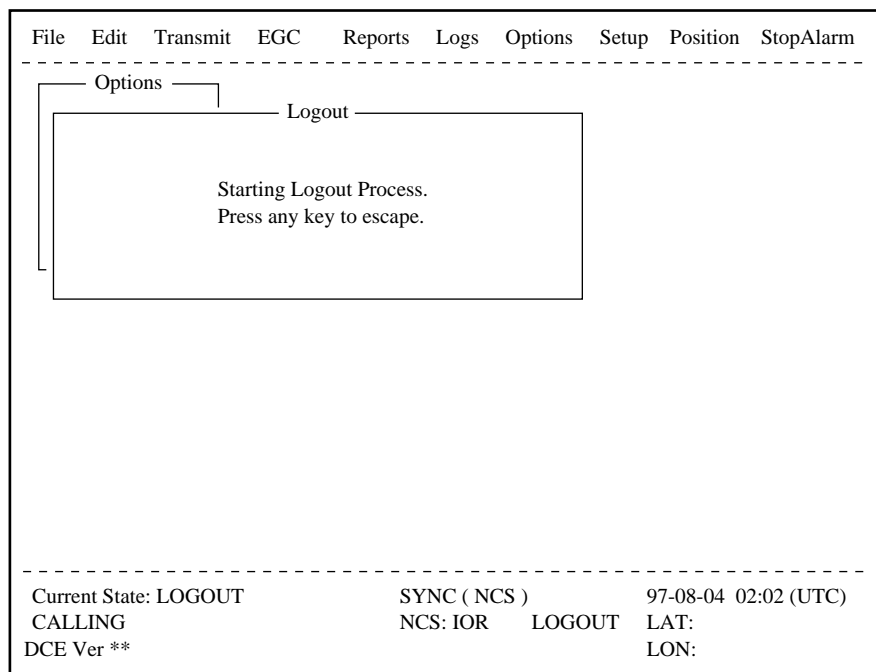 File Edit Transmit EGC Reports Logs Options Setup Position StopAlarm
Options
Logout
Starting Logout Process.
Press any key to escape.
Current State: LOGOUT SYNC ( NCS ) 97-08-04 02:02 (UTC)
CALLING NCS: IOR LOGOUT LAT:
DCE Ver ** LON: